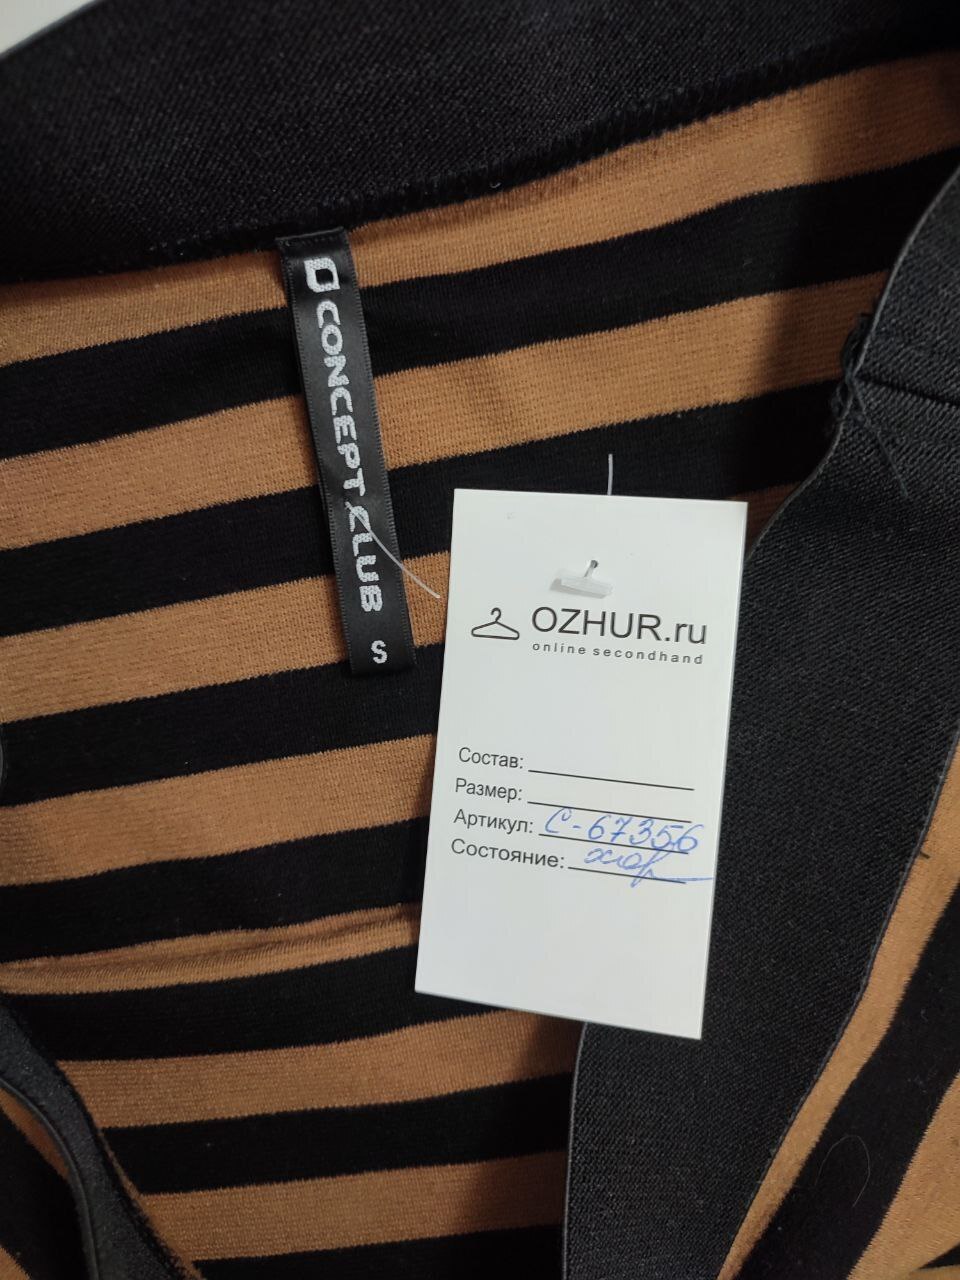 CONCEPT CLUB
S
OZHUR.ru
online secondhand
Состав:
Размер:
Артикул: С-67356
Состояние: хор